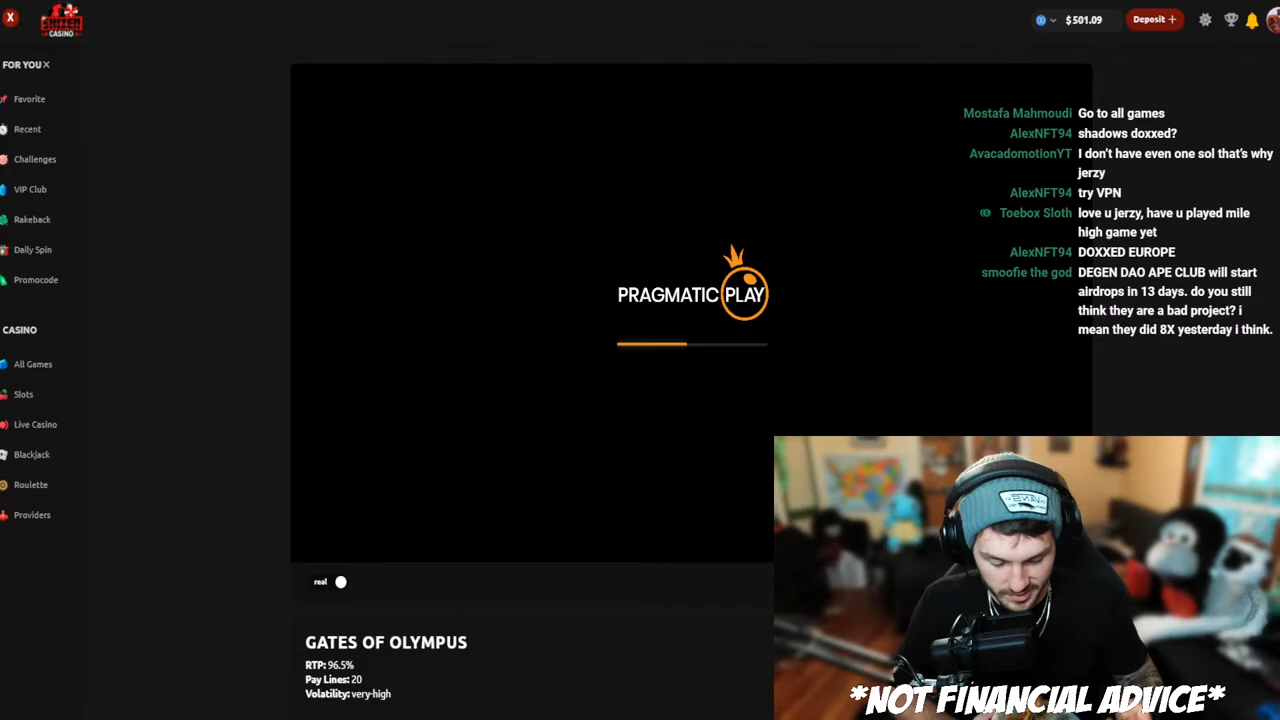 X
SHIZEN
CASINO
$501.09
Deposit +
FOR YOU
Favorite
Recent
Challenges
VIP Club
Rakeback
Daily Spin
Promocode
CASINO
All Games
Slots
Live Casino
Blackjack
Roulette
Providers
PRAGMATIC PLAY
real
GATES OF OLYMPUS
RTP: 96.5%
Pay Lines: 20
Volatility: very-high
Mostafa Mahmoudi Go to all games
AlexNFT94 shadows doxxed?
AvacadomotionYT I don't have even one sol that's why
jerzy
AlexNFT94 try VPN
Toebox Sloth love u jerzy, have u played mile
high game yet
AlexNFT94 DOXXED EUROPE
smoofie the god DEGEN DAO APE CLUB will start
airdrops in 13 days. do you still
think they are a bad project? i
mean they did 8X yesterday i think.
*NOT FINANCIAL ADVICE*